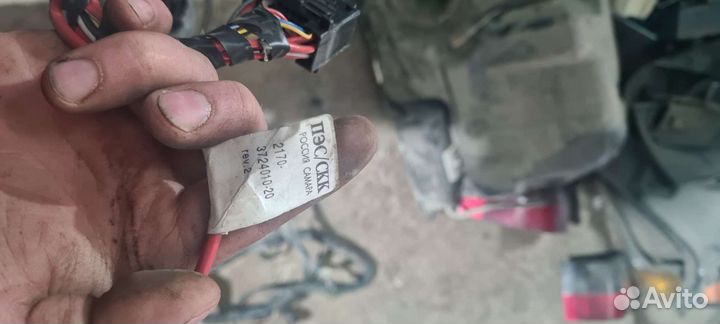 ПЭС/СКК
РОССИЯ САМАРА
2170-
3724010-20
rev.2
Avito